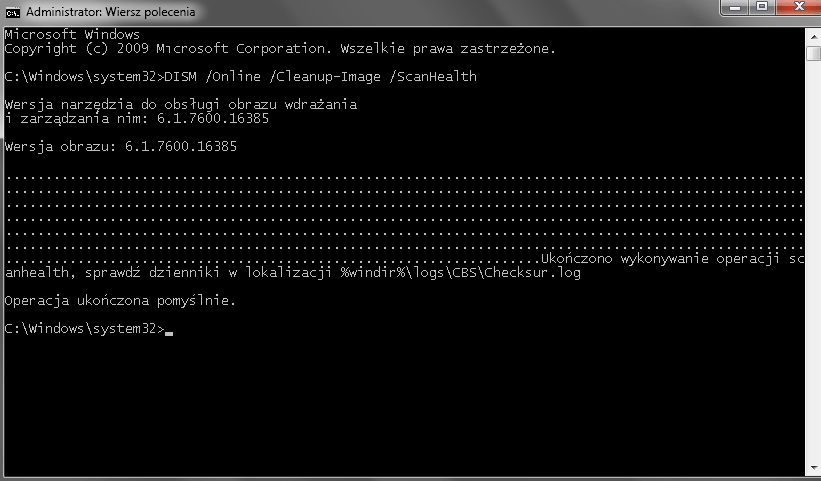 Administrator: Wiersz polecenia
Microsoft Windows
Copyright (c) 2009 Microsoft Corporation. Wszelkie prawa zastrzeżone.
C:\Windows\system32>DISM /Online /Cleanup-Image /ScanHealth
Wersja narzędzia do obsługi obrazu wdrażania
i zarządzania nim: 6.1.7600.16385
Wersja obrazu: 6.1.7600.16385
....................................................................................................
....................................................................................................
....................................................................................................
....................................................................................................
....................................................................................................
...................................................................Ukończono wykonywanie operacji sc
anhealth, sprawdź dzienniki w lokalizacji %windir%\logs\CBS\Checksur.log
Operacja ukończona pomyślnie.
C:\Windows\system32>_